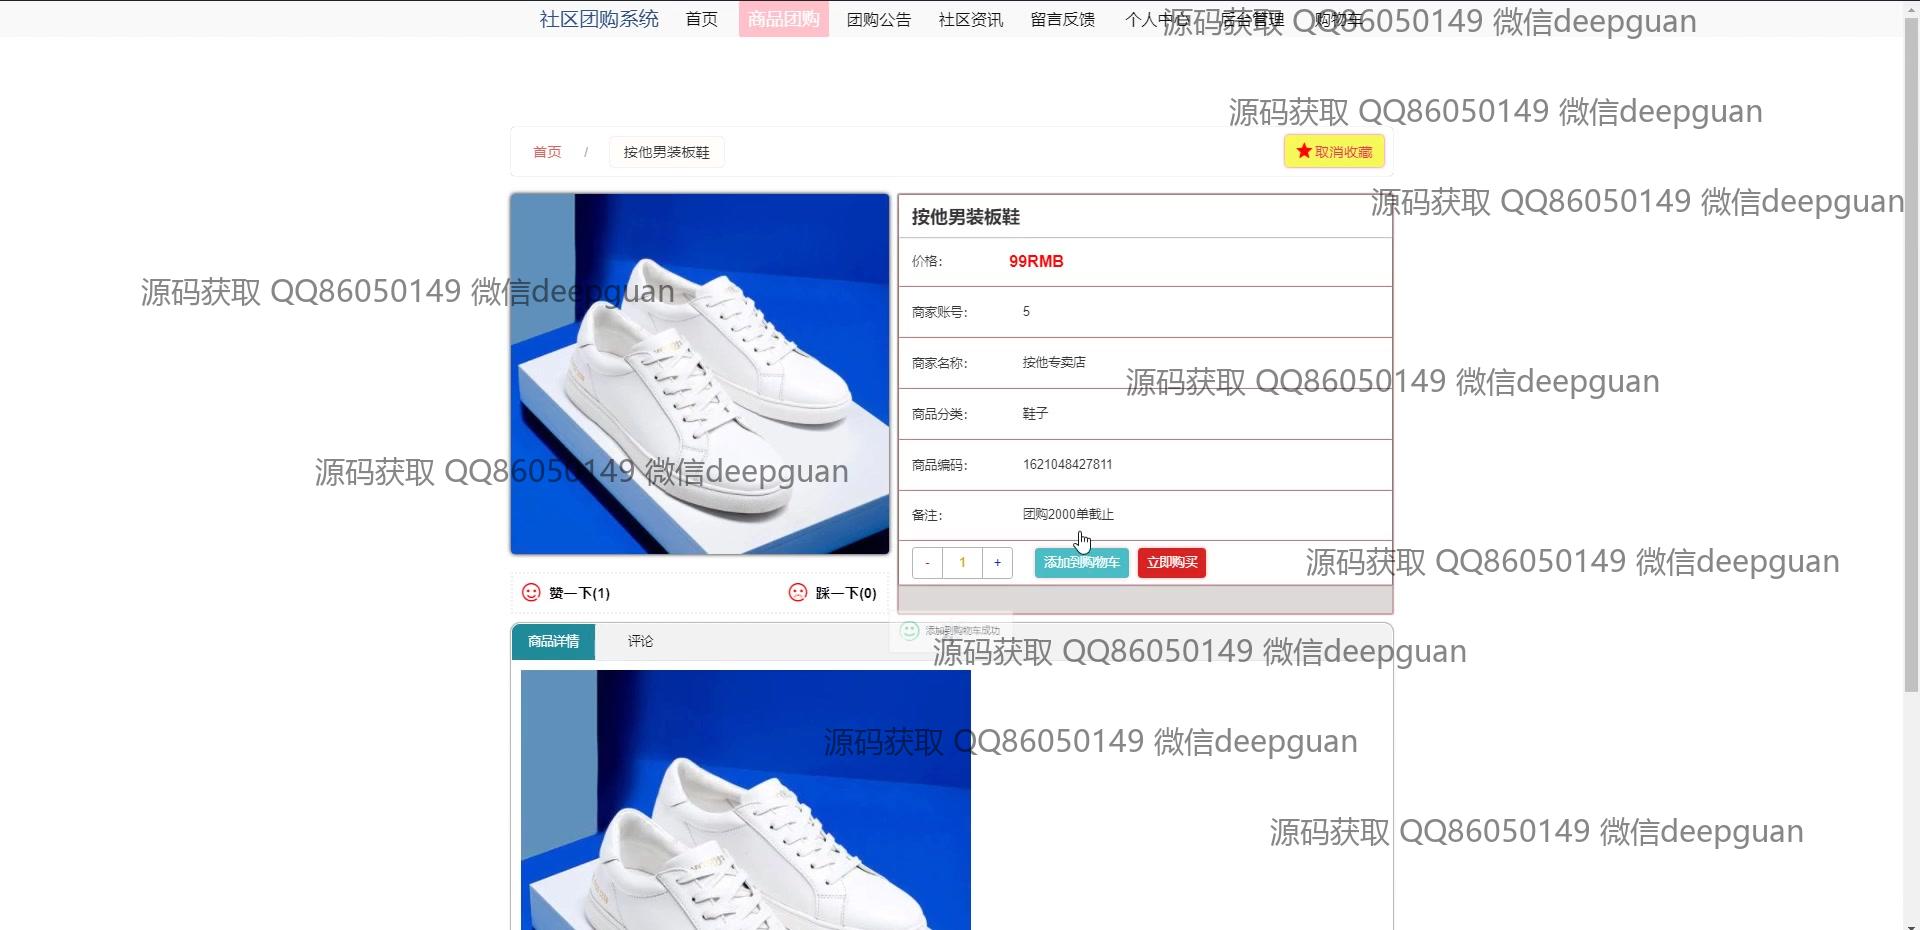 社区团购系统 首页 商品团购 团购公告 社区资讯 留言反馈 个人中心 后台管理 购物车
源码获取 QQ86050149 微信deepguan
源码获取 QQ86050149 微信deepguan
首页 / 按他男装板鞋 取消收藏
源码获取 QQ86050149 微信deepguan
按他男装板鞋
价格: 99RMB
源码获取 QQ86050149 微信deepguan
商家账号: 5
商家名称: 按他专卖店
源码获取 QQ86050149 微信deepguan
商品分类: 鞋子
商品编码: 1621048427811
源码获取 QQ86050149 微信deepguan
备注: 团购2000单截止
- 1 + 添加到购物车 立即购买
源码获取 QQ86050149 微信deepguan
赞一下(1) 踩一下(0)
添加到购物车成功
商品详情 评论
源码获取 QQ86050149 微信deepguan
源码获取 QQ86050149 微信deepguan
源码获取 QQ86050149 微信deepguan